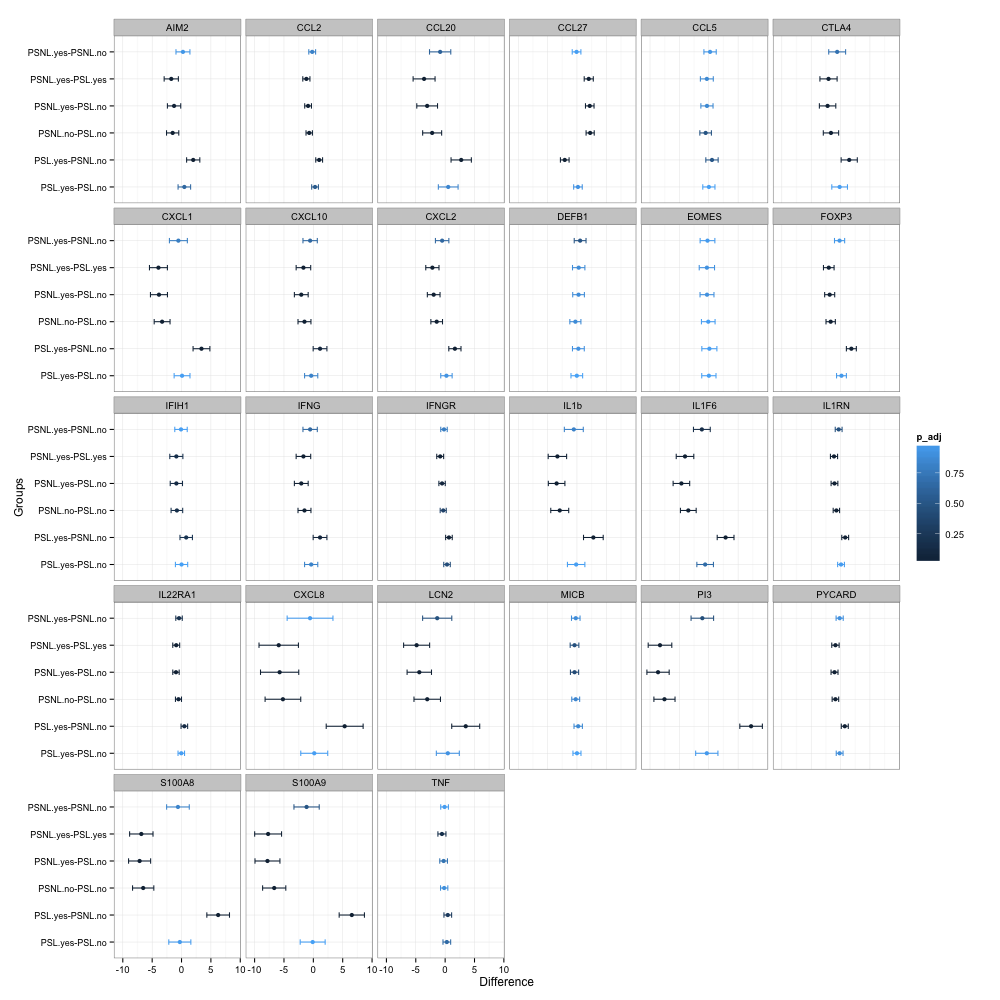 AIM2 CCL2 CCL20 CCL27 CCL5 CTLA4
PSNL.yes-PSNL.no
PSNL.yes-PSL.yes
PSNL.yes-PSL.no
PSNL.no-PSL.no
PSL.yes-PSNL.no
PSL.yes-PSL.no
CXCL1 CXCL10 CXCL2 DEFB1 EOMES FOXP3
PSNL.yes-PSNL.no
PSNL.yes-PSL.yes
PSNL.yes-PSL.no
PSNL.no-PSL.no
PSL.yes-PSNL.no
PSL.yes-PSL.no
IFIH1 IFNG IFNGR IL1b IL1F6 IL1RN
PSNL.yes-PSNL.no
PSNL.yes-PSL.yes
PSNL.yes-PSL.no
PSNL.no-PSL.no
PSL.yes-PSNL.no
PSL.yes-PSL.no
Groups
p_adj
0.75
0.50
0.25
IL22RA1 CXCL8 LCN2 MICB PI3 PYCARD
PSNL.yes-PSNL.no
PSNL.yes-PSL.yes
PSNL.yes-PSL.no
PSNL.no-PSL.no
PSL.yes-PSNL.no
PSL.yes-PSL.no
S100A8 S100A9 TNF
PSNL.yes-PSNL.no
PSNL.yes-PSL.yes
PSNL.yes-PSL.no
PSNL.no-PSL.no
PSL.yes-PSNL.no
PSL.yes-PSL.no
-10 -5 0 5 10 -10 -5 0 5 10 -10 -5 0 5 10
Difference